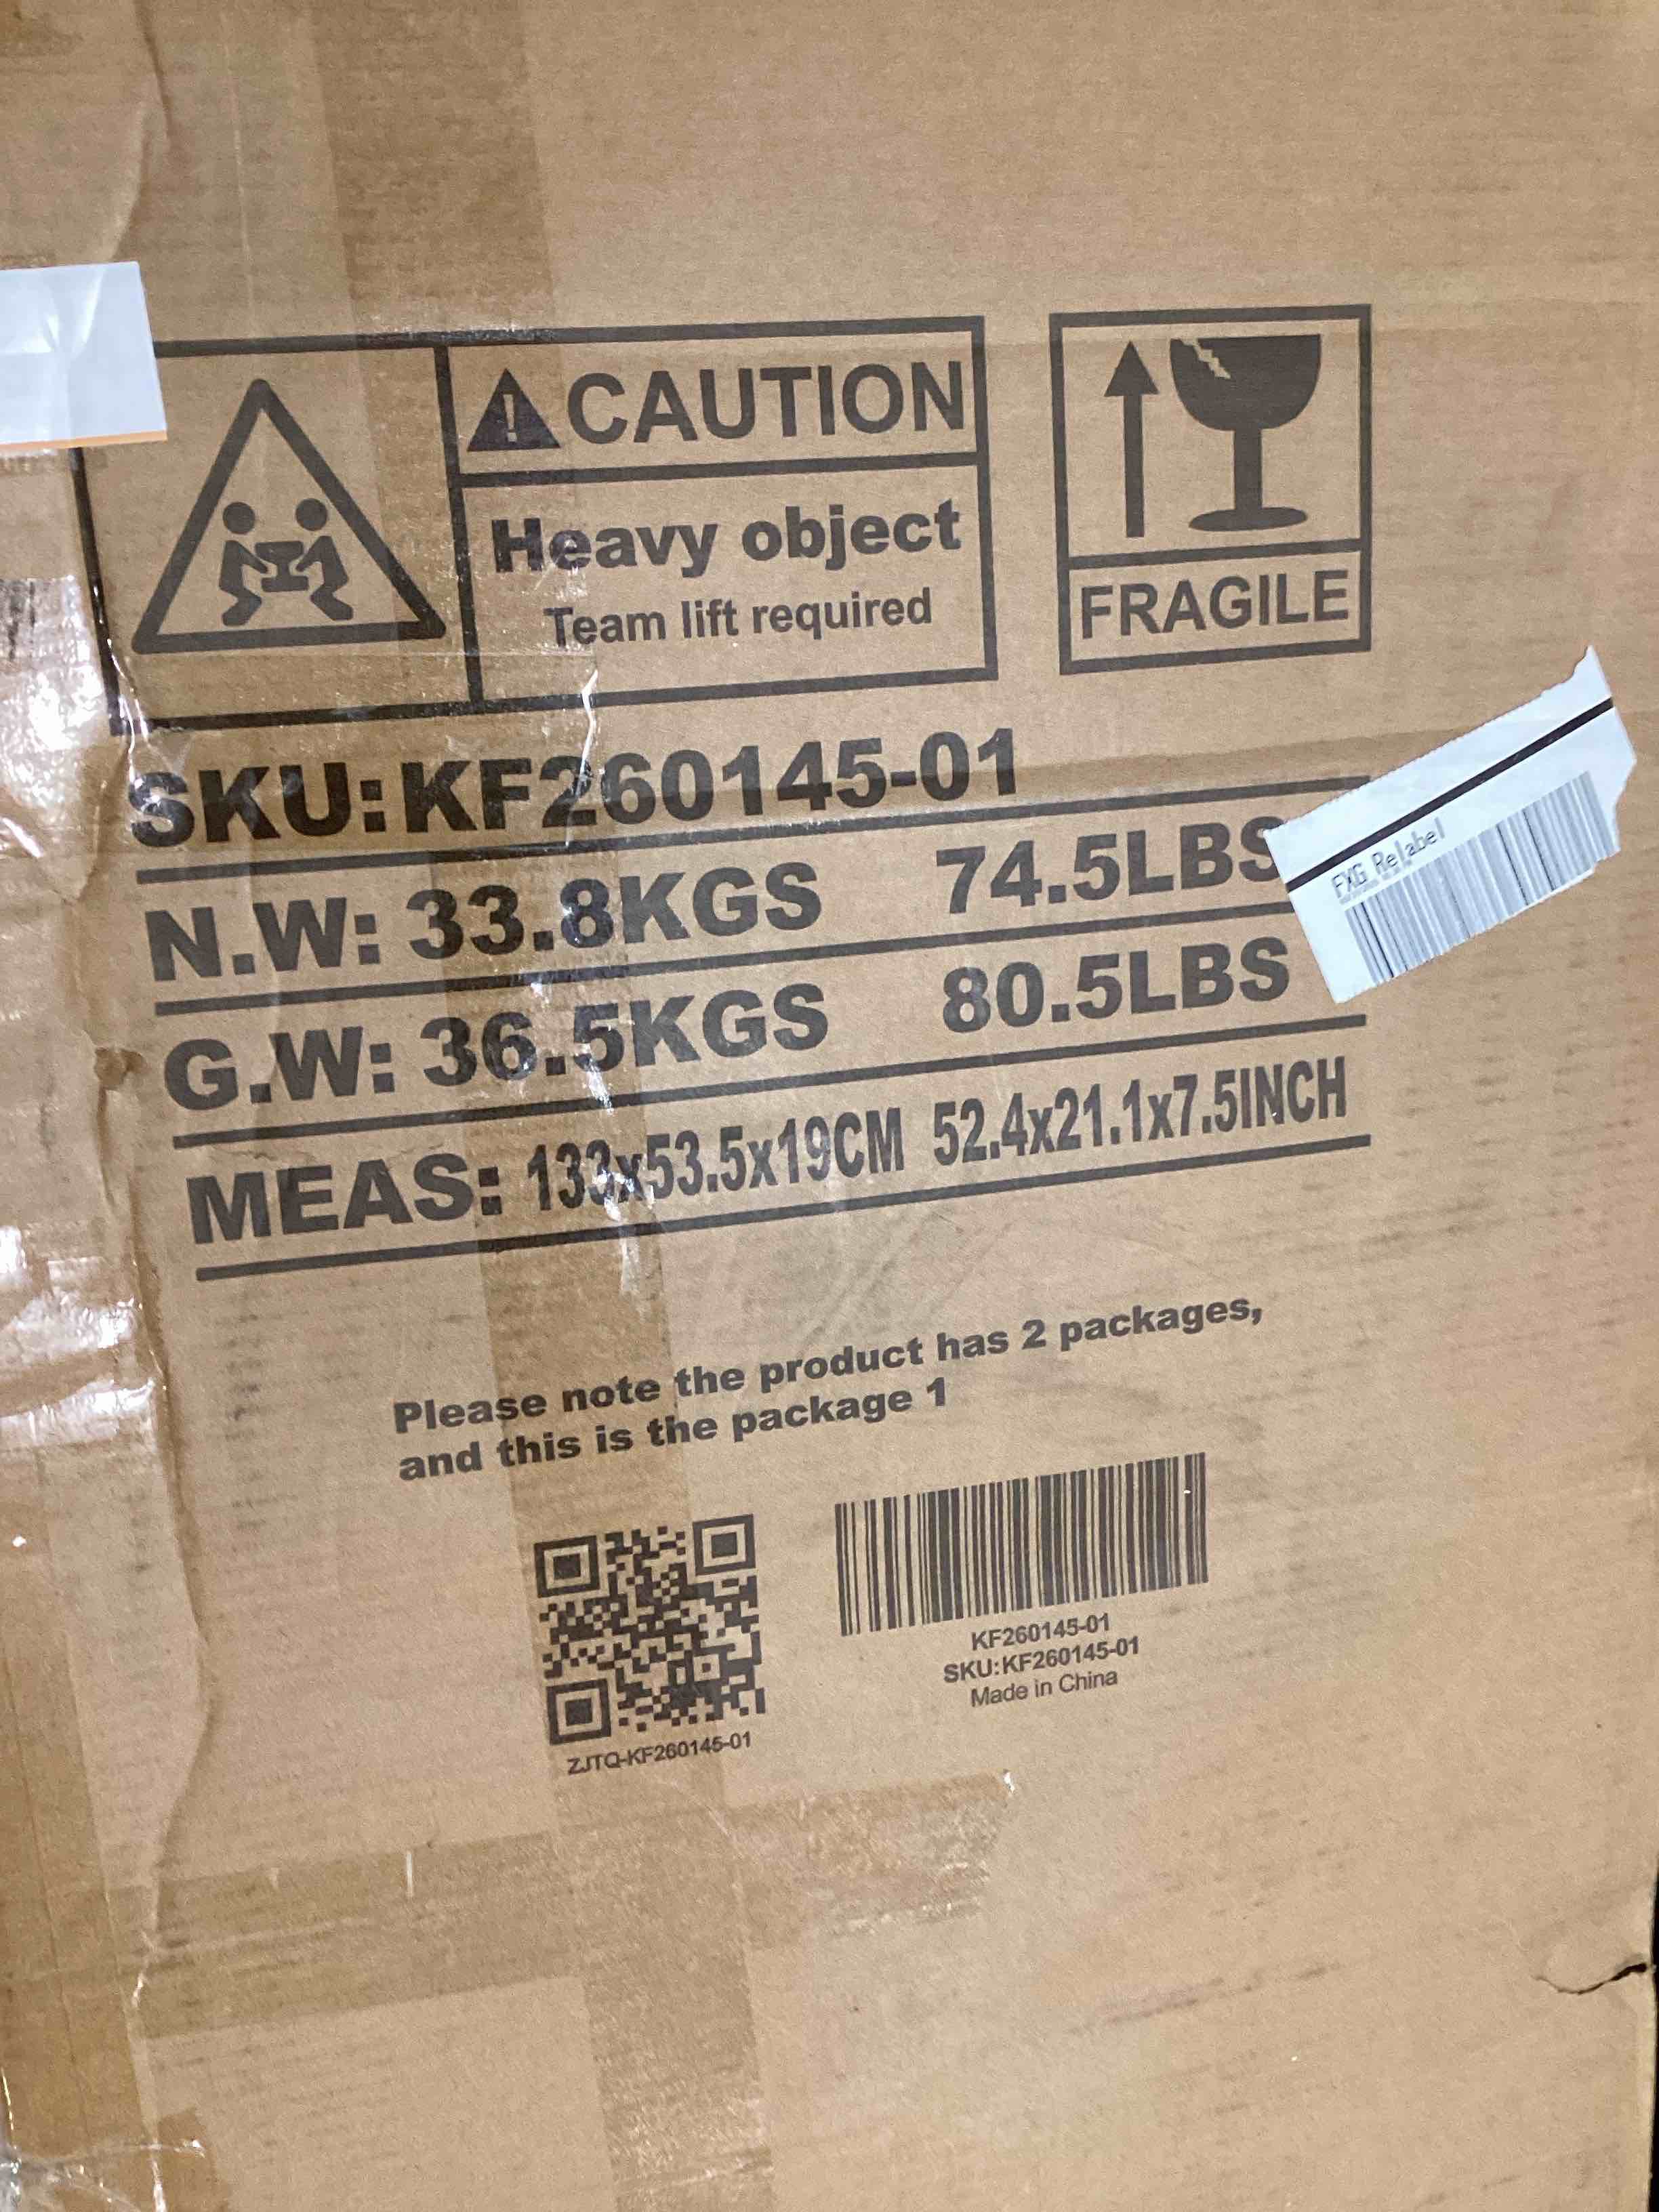 CAUTION
Heavy object
Team lift required
FRAGILE
SKU:KF260145-01
N.W: 33.8KGS 74.5LBS
FXG Relabel
G.W: 36.5KGS 80.5LBS
MEAS: 133x53.5x19CM 52.4x21.1x7.5INCH
Please note the product has 2 packages,
and this is the package 1
KF260145-01
SKU:KF260145-01
Made in China
ZJTQ-KF260145-01